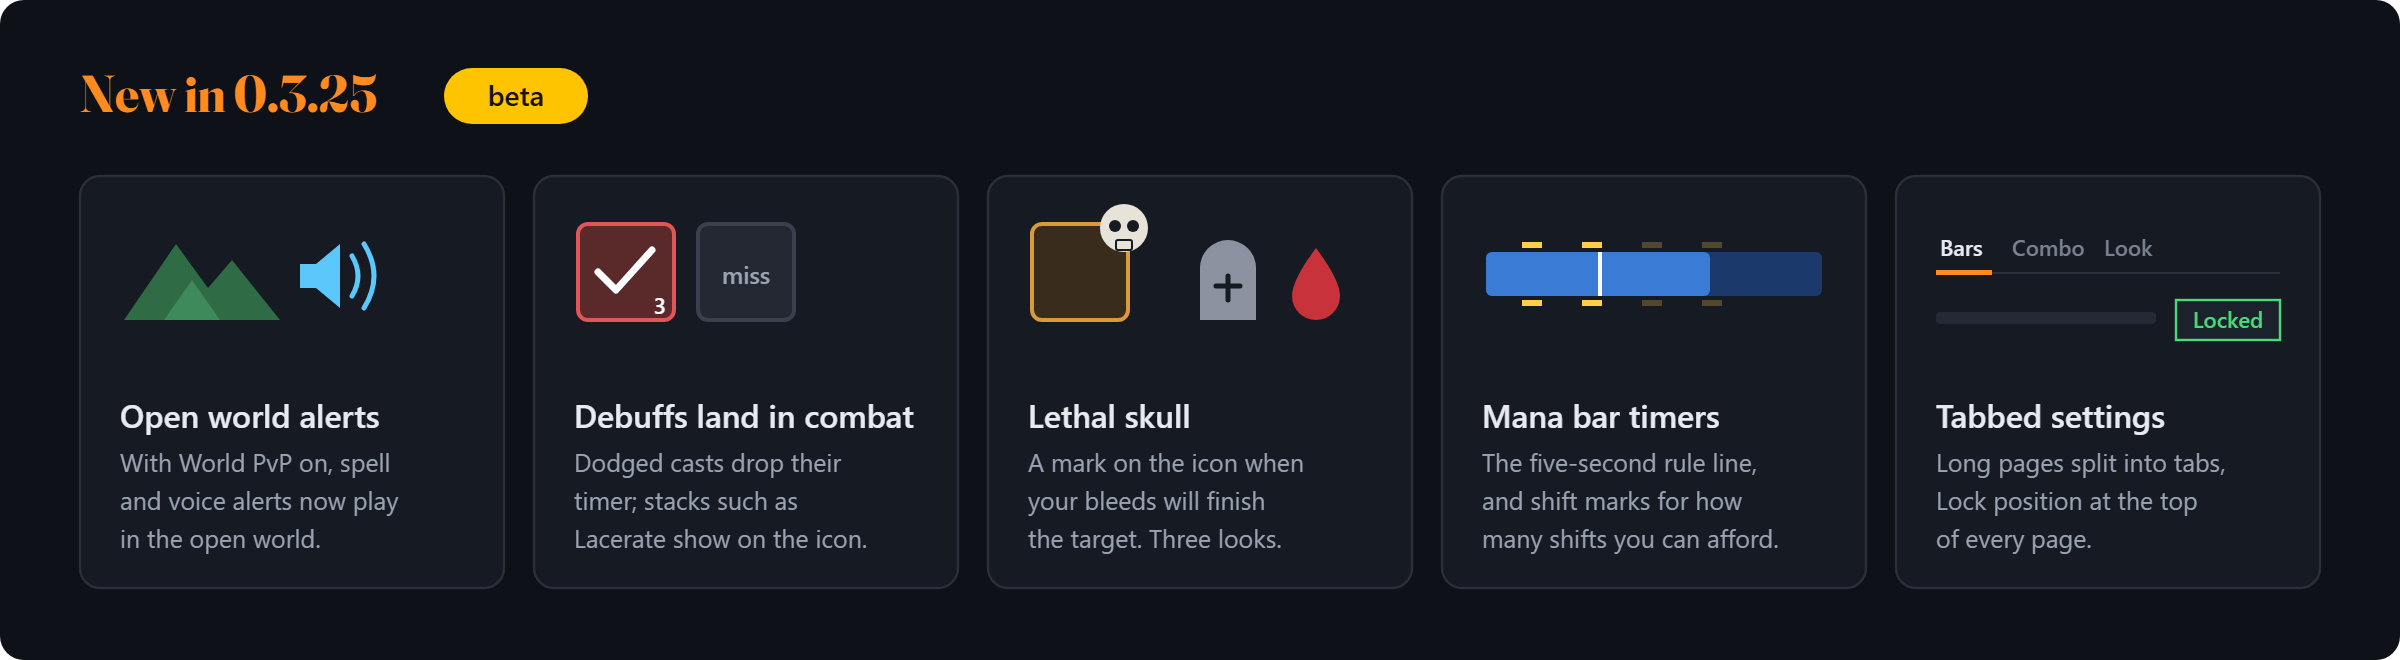 New in 0.3.25
beta
3
miss
Bars
Combo
Look
Locked
Open world alerts
With World PvP on, spell
and voice alerts now play
in the open world.
Debuffs land in combat
Dodged casts drop their
timer; stacks such as
Lacerate show on the icon.
Lethal skull
A mark on the icon when
your bleeds will finish
the target. Three looks.
Mana bar timers
The five-second rule line,
and shift marks for how
many shifts you can afford.
Tabbed settings
Long pages split into tabs,
Lock position at the top
of every page.